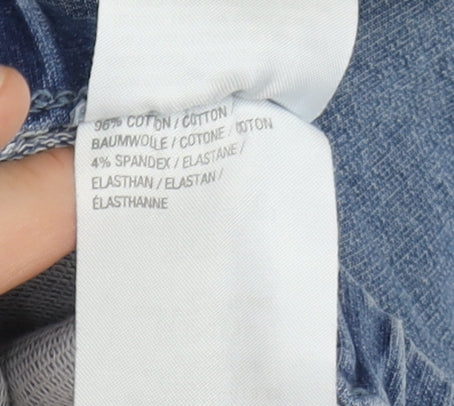 96% COTTON / COTTON /
BAUMWOLLE / COTONE / COTON
4% SPANDEX / ELASTANE /
ELASTHAN / ELASTAN /
ÉLASTHANNE